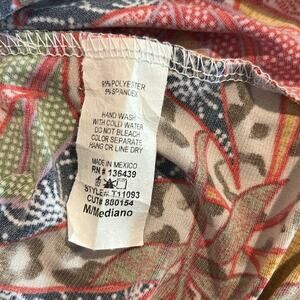 95% POLYESTER
5% SPANDEX
HAND WASH
WITH COLD WATER
DO NOT BLEACH
COLOR SEPARATE
HANG OR LINE DRY
MADE IN MEXICO
RN# 136439
STYLE# T11093
CUT# 880154
M/Mediano